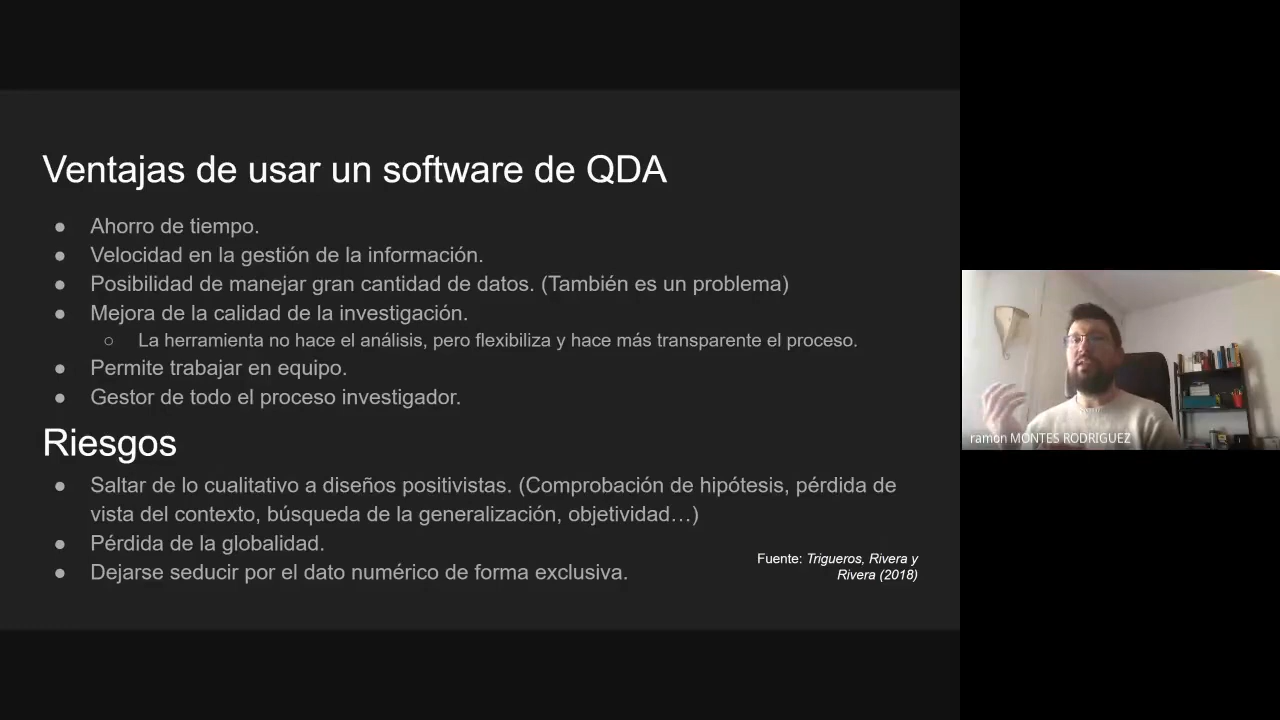 Ventajas de usar un software de QDA
● Ahorro de tiempo.
● Velocidad en la gestión de la información.
● Posibilidad de manejar gran cantidad de datos. (También es un problema)
● Mejora de la calidad de la investigación.
○ La herramienta no hace el análisis, pero flexibiliza y hace más transparente el proceso.
● Permite trabajar en equipo.
● Gestor de todo el proceso investigador.
Riesgos
● Saltar de lo cualitativo a diseños positivistas. (Comprobación de hipótesis, pérdida de
vista del contexto, búsqueda de la generalización, objetividad…)
● Pérdida de la globalidad.
● Dejarse seducir por el dato numérico de forma exclusiva.
Fuente: Trigueros, Rivera y
Rivera (2018)
ramon MONTES RODRIGUEZ